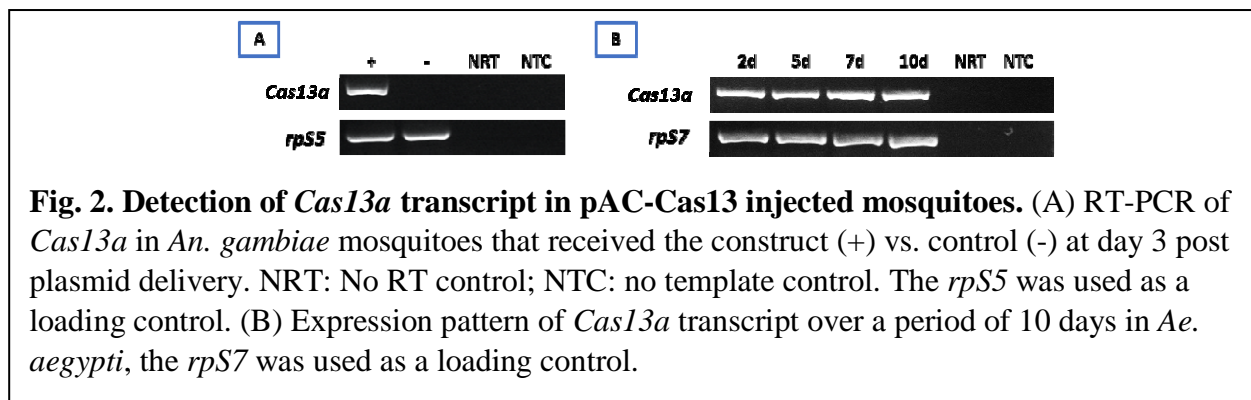 A
B
+ - NRT NTC
2d 5d 7d 10d NRT NTC
Cas13a
Cas13a
rpS5
rpS7
Fig. 2. Detection of Cas13a transcript in pAC-Cas13 injected mosquitoes. (A) RT-PCR of
Cas13a in An. gambiae mosquitoes that received the construct (+) vs. control (-) at day 3 post
plasmid delivery. NRT: No RT control; NTC: no template control. The rpS5 was used as a
loading control. (B) Expression pattern of Cas13a transcript over a period of 10 days in Ae.
aegypti, the rpS7 was used as a loading control.